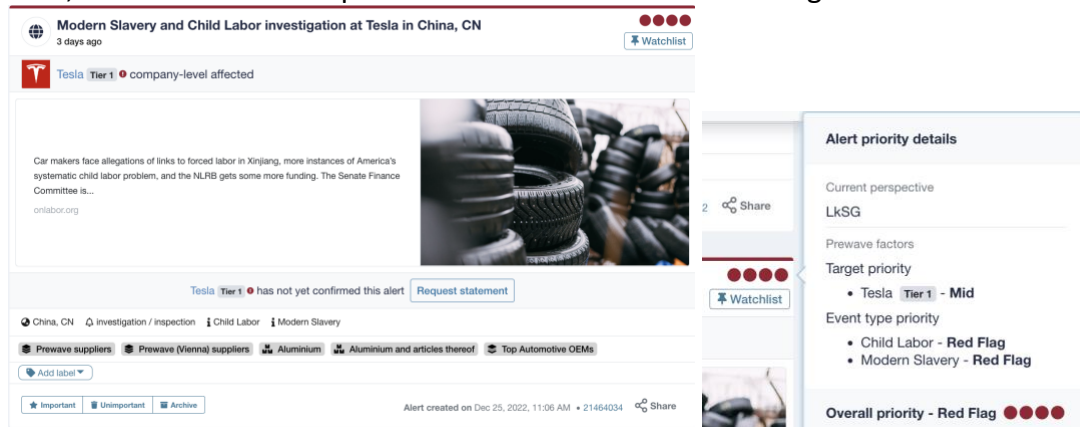 Modern Slavery and Child Labor investigation at Tesla in China, CN
3 days ago
Watchlist
Tesla Tier 1 company-level affected
Car makers face allegations of links to forced labor in Xinjiang, more instances of America's
systematic child labor problem, and the NLRB gets some more funding. The Senate Finance
Committee is...
onlabor.org
Tesla Tier 1 has not yet confirmed this alert Request statement
China, CN investigation / inspection Child Labor Modern Slavery
Prewave suppliers Prewave (Vienna) suppliers Aluminium Aluminium and articles thereof Top Automotive OEMs
Add label
Important Unimportant Archive Alert created on Dec 25, 2022, 11:06 AM • 21464034 Share
2 Share
Watchlist
Alert priority details
Current perspective
LkSG
Prewave factors
Target priority
• Tesla Tier 1 - Mid
Event type priority
• Child Labor - Red Flag
• Modern Slavery - Red Flag
Overall priority - Red Flag